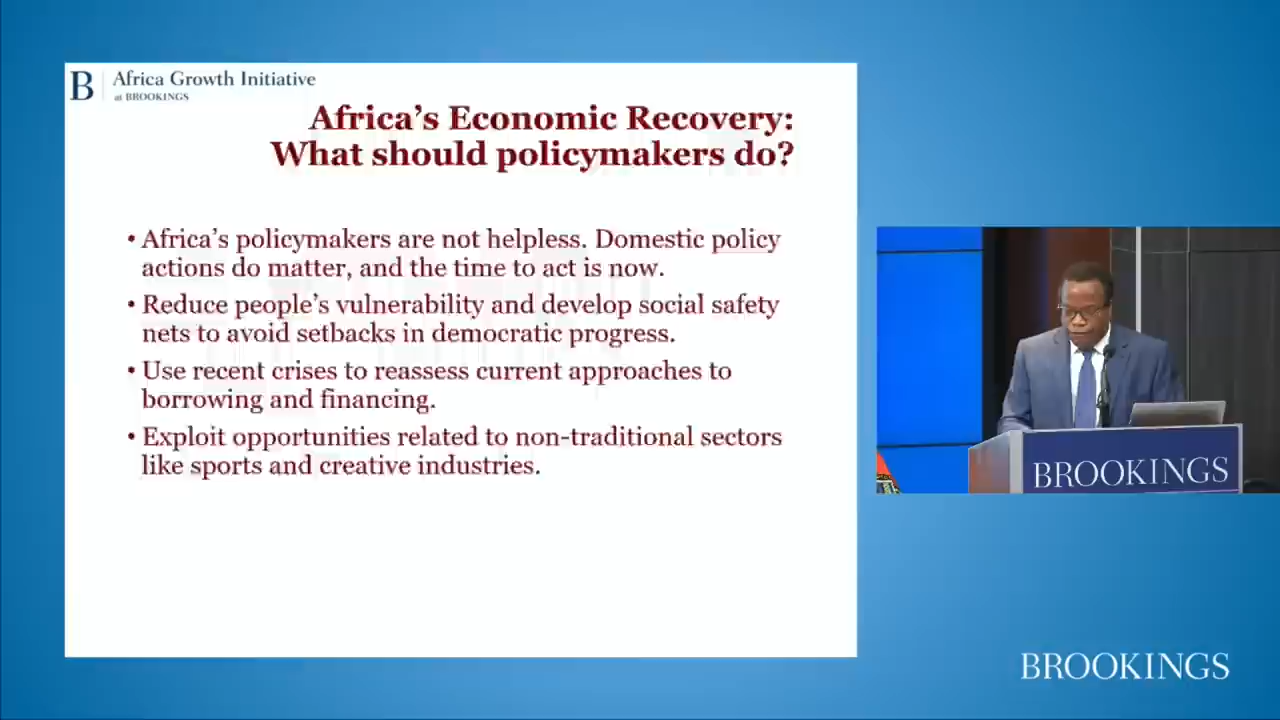 B Africa Growth Initiative
at BROOKINGS
Africa's Economic Recovery:
What should policymakers do?
• Africa's policymakers are not helpless. Domestic policy
actions do matter, and the time to act is now.
• Reduce people's vulnerability and develop social safety
nets to avoid setbacks in democratic progress.
• Use recent crises to reassess current approaches to
borrowing and financing.
• Exploit opportunities related to non-traditional sectors
like sports and creative industries.
BROOKINGS
BROOKINGS